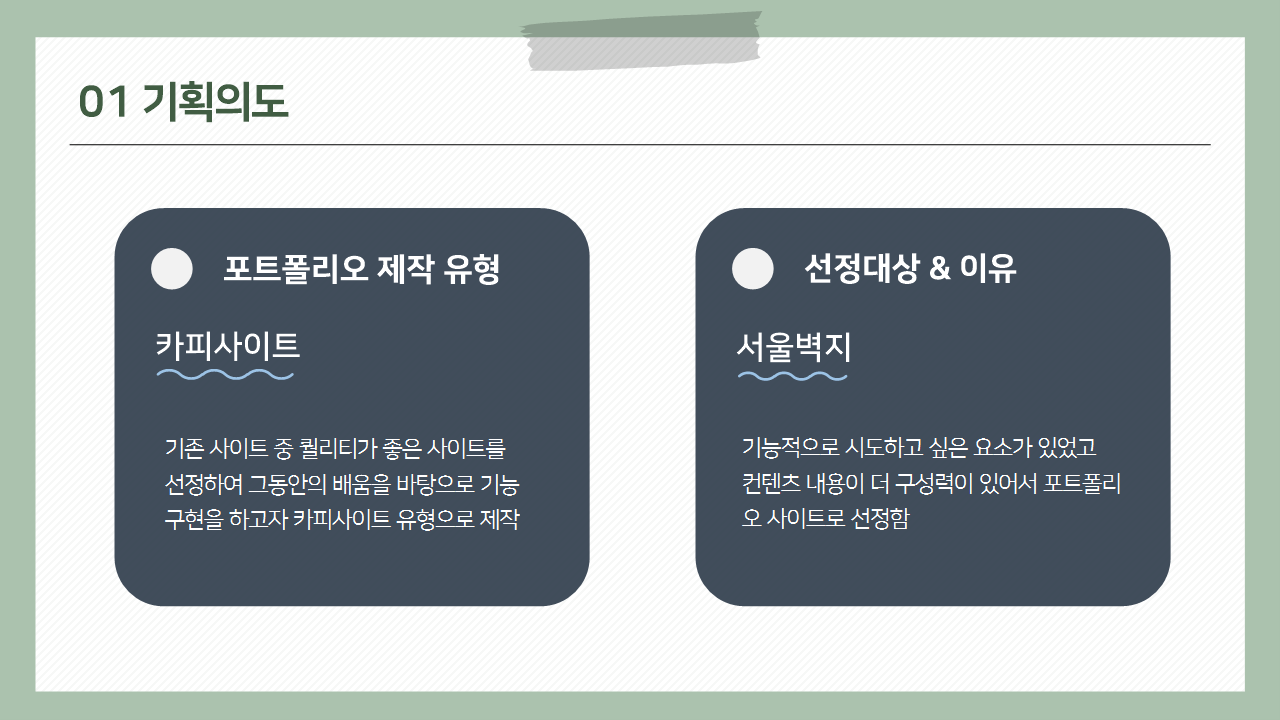 01 기획의도
포트폴리오 제작 유형
카피사이트
기존 사이트 중 퀄리티가 좋은 사이트를
선정하여 그동안의 배움을 바탕으로 기능
구현을 하고자 카피사이트 유형으로 제작
선정대상 & 이유
서울벽지
기능적으로 시도하고 싶은 요소가 있었고
컨텐츠 내용이 더 구성력이 있어서 포트폴리
오 사이트로 선정함